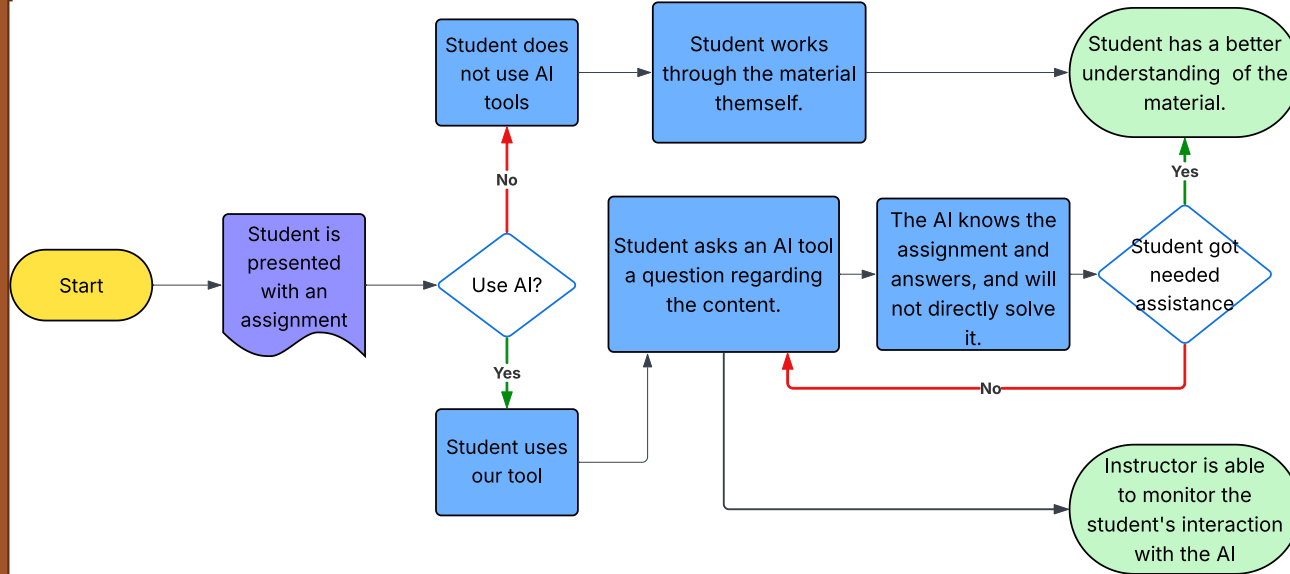 Start
Student is
presented
with an
assignment
Use AI?
No
Student does
not use AI
tools
Student works
through the material
themself.
Student has a better
understanding of the
material.
Yes
Student uses
our tool
Student asks an AI tool
a question regarding
the content.
The AI knows the
assignment and
answers, and will
not directly solve
it.
Student got
needed
assistance
Yes
No
Instructor is able
to monitor the
student's interaction
with the AI